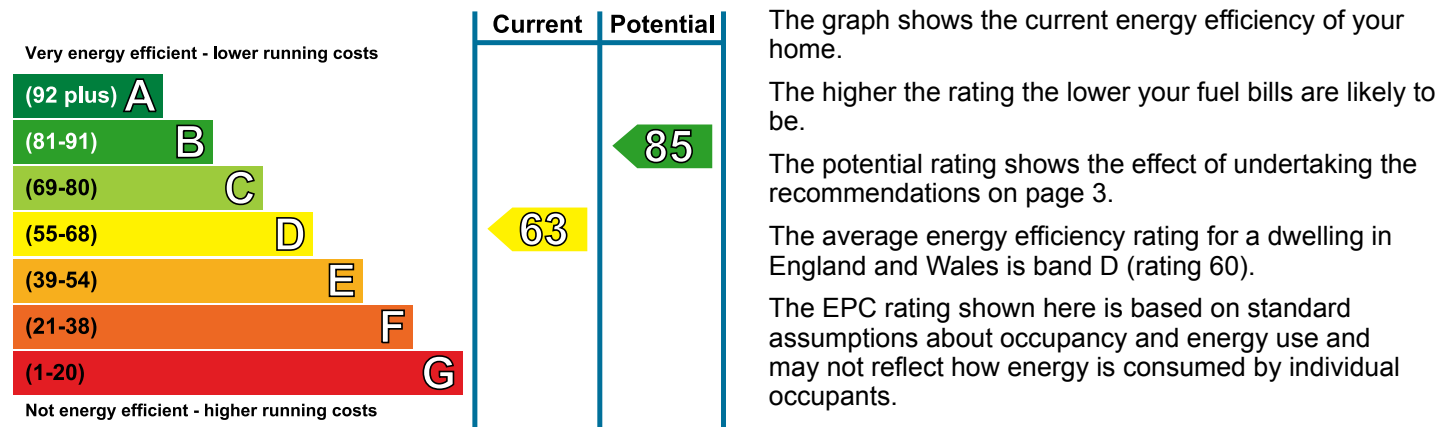 Current Potential
Very energy efficient - lower running costs
(92 plus) A
(81-91) B
85
(69-80) C
(55-68) D
63
(39-54) E
(21-38) F
(1-20) G
Not energy efficient - higher running costs
The graph shows the current energy efficiency of your
home.
The higher the rating the lower your fuel bills are likely to
be.
The potential rating shows the effect of undertaking the
recommendations on page 3.
The average energy efficiency rating for a dwelling in
England and Wales is band D (rating 60).
The EPC rating shown here is based on standard
assumptions about occupancy and energy use and
may not reflect how energy is consumed by individual
occupants.